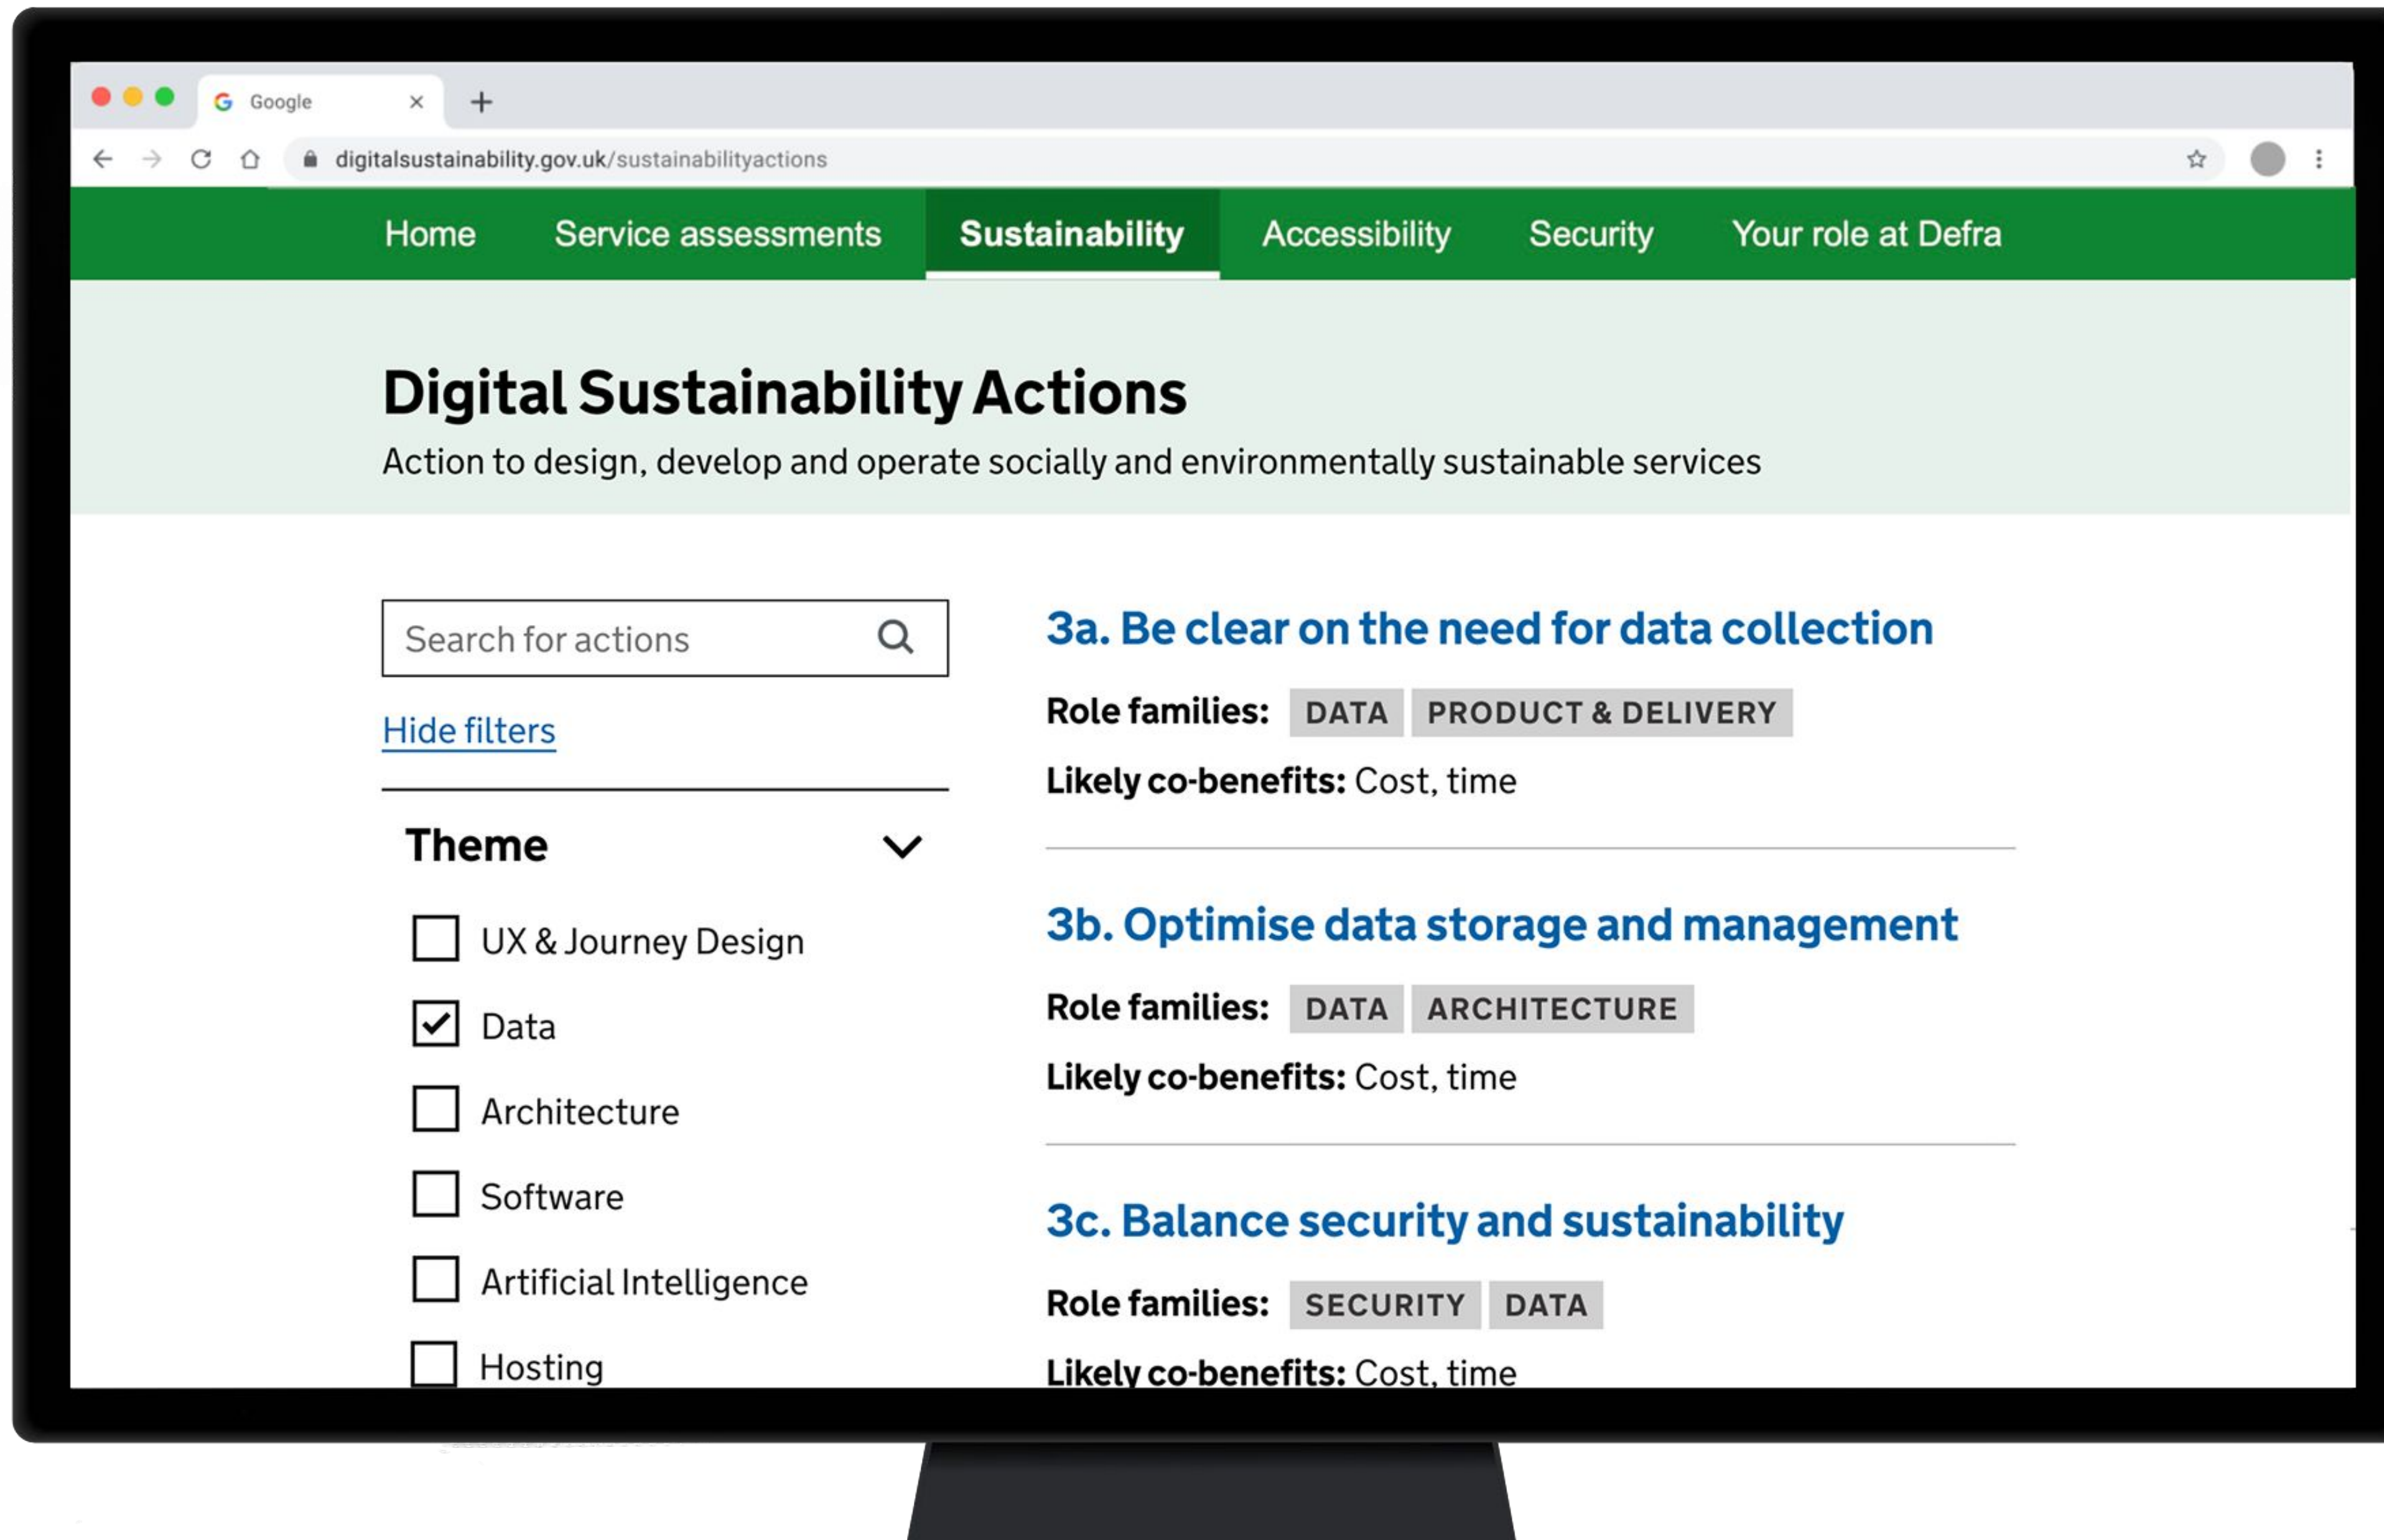 Google
digitalsustainability.gov.uk/sustainabilityactions
Home Service assessments Sustainability Accessibility Security Your role at Defra
Digital Sustainability Actions
Action to design, develop and operate socially and environmentally sustainable services
Search for actions
Hide filters
Theme
UX & Journey Design
Data
Architecture
Software
Artificial Intelligence
Hosting
3a. Be clear on the need for data collection
Role families: DATA PRODUCT & DELIVERY
Likely co-benefits: Cost, time
3b. Optimise data storage and management
Role families: DATA ARCHITECTURE
Likely co-benefits: Cost, time
3c. Balance security and sustainability
Role families: SECURITY DATA
Likely co-benefits: Cost, time